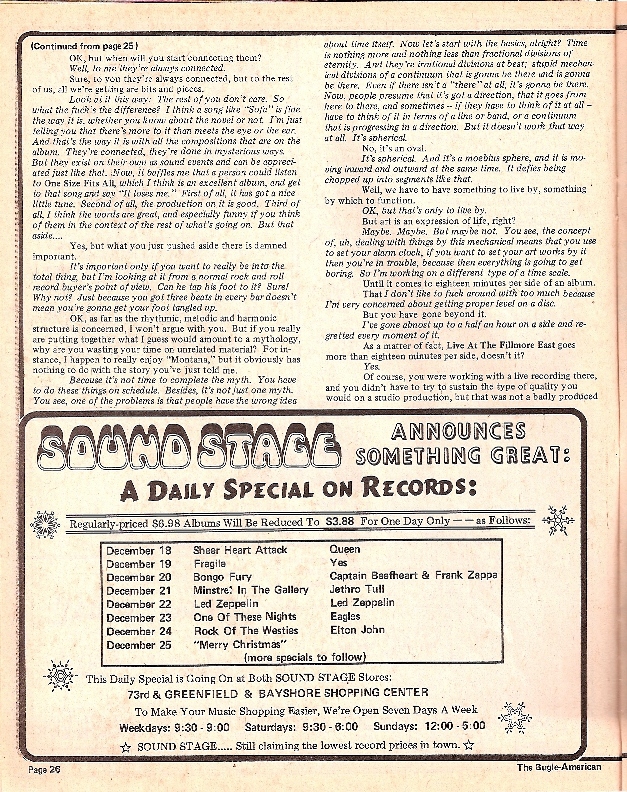 (Continued from page 25)
OK, but when will you start connecting them?
Well, to me they're always connected.
Sure, to you they're always connected, but to the rest
of us, all we're getting are bits and pieces.
Look at it this way: The rest of you don't care. So
what the fuck's the difference? I think a song like "Sofa" is fine
the way it is, whether you know about the novel or not. I'm just
telling you that there's more to it than meets the eye or the ear.
And that's the way it is with all the compositions that are on the
album. They're connected, they're done in mysterious ways.
But they exist on their own as sound events and can be appreci-
ated just like that. Now, it baffles me that a person could listen
to One Size Fits All, which I think is an excellent album, and get
to that song and say "It loses me." First of all, it has got a nice
little tune. Second of all, the production on it is good. Third of
all, I think the words are great, and especially funny if you think
of them in the context of the rest of what's going on. But that
aside....
Yes, but what you just pushed aside there is damned
important.
It's important only if you want to really be into the
total thing, but I'm looking at it from a normal rock and roll
record buyer's point of view. Can he tap his foot to it? Sure!
Why not? Just because you got three beats in every bar doesn't
mean you're gonna get your foot tangled up.
OK, as far as the rhythmic, melodic and harmonic
structure is concerned, I won't argue with you. But if you really
are putting together what I guess would amount to a mythology,
why are you wasting your time on unrelated material? For in-
stance, I happen to really enjoy "Montana," but it obviously has
nothing to do with the story you've just told me.
Because it's not time to complete the myth. You have
to do these things on schedule. Besides, it's not just one myth.
You see, one of the problems is that people have the wrong idea
about time itself. Now let's start with the basics, alright? Time
is nothing more and nothing less than fractional divisions of
eternity. And they're irrational divisions at best; stupid mechan-
ical divisions of a continuum that is gonna be there and is gonna
be there. Even if there isn't a "there" at all, it's gonna be there.
Now, people presume that it's got a direction, that it goes from
here to there, and sometimes – if they have to think of it at all –
have to think of it in terms of a line or band, or a continuum
that is progressing in a direction. But it doesn't work that way
at all. It's spherical.
No, it's an oval.
It's spherical. And it's a moebius sphere, and it is mo-
ving inward and outward at the same time. It defies being
chopped up into segments like that.
Well, we have to have something to live by, something
by which to function.
OK, but that's only to live by.
But art is an expression of life, right?
Maybe. Maybe. But maybe not. You see, the concept
of, uh, dealing with things by this mechanical means that you use
to set your alarm clock, if you want to set your art works by it
then you're in trouble, because then everything is going to get
boring. So I'm working on a different type of a time scale.
Until it comes to eighteen minutes per side of an album.
That I don't like to fuck around with too much because
I'm very concerned about getting proper level on a disc.
But you have gone beyond it.
I've gone almost up to half an hour on a side and re-
gretted every moment of it.
As a matter of fact, Live At The Fillmore East goes
more than eighteen minutes per side, doesn't it?
Yes.
Of course, you were working with a live recording there,
and you didn't have to try to sustain the type of quality you
would on a studio production, but that was not a badly produced
SOUND STAGE
ANNOUNCES
SOMETHING GREAT:
A DAILY SPECIAL ON RECORDS:
Regularly-priced $6.98 Albums Will Be Reduced To $3.88 For One Day Only — — as Follows:
December 18 Sheer Heart Attack Queen
December 19 Fragile Yes
December 20 Bongo Fury Captain Beefheart & Frank Zappa
December 21 Minstrel In The Gallery Jethro Tull
December 22 Led Zeppelin Led Zeppelin
December 23 One Of These Nights Eagles
December 24 Rock Of The Westies Elton John
December 25 "Merry Christmas"
(more specials to follow)
This Daily Special is Going On at Both SOUND STAGE Stores:
73rd & GREENFIELD & BAYSHORE SHOPPING CENTER
To Make Your Music Shopping Easier, We're Open Seven Days A Week
Weekdays: 9:30 - 9:00 Saturdays: 9:30 - 6:00 Sundays: 12:00 - 5:00
☆ SOUND STAGE..... Still claiming the lowest record prices in town. ☆
Page 26
The Bugle-American